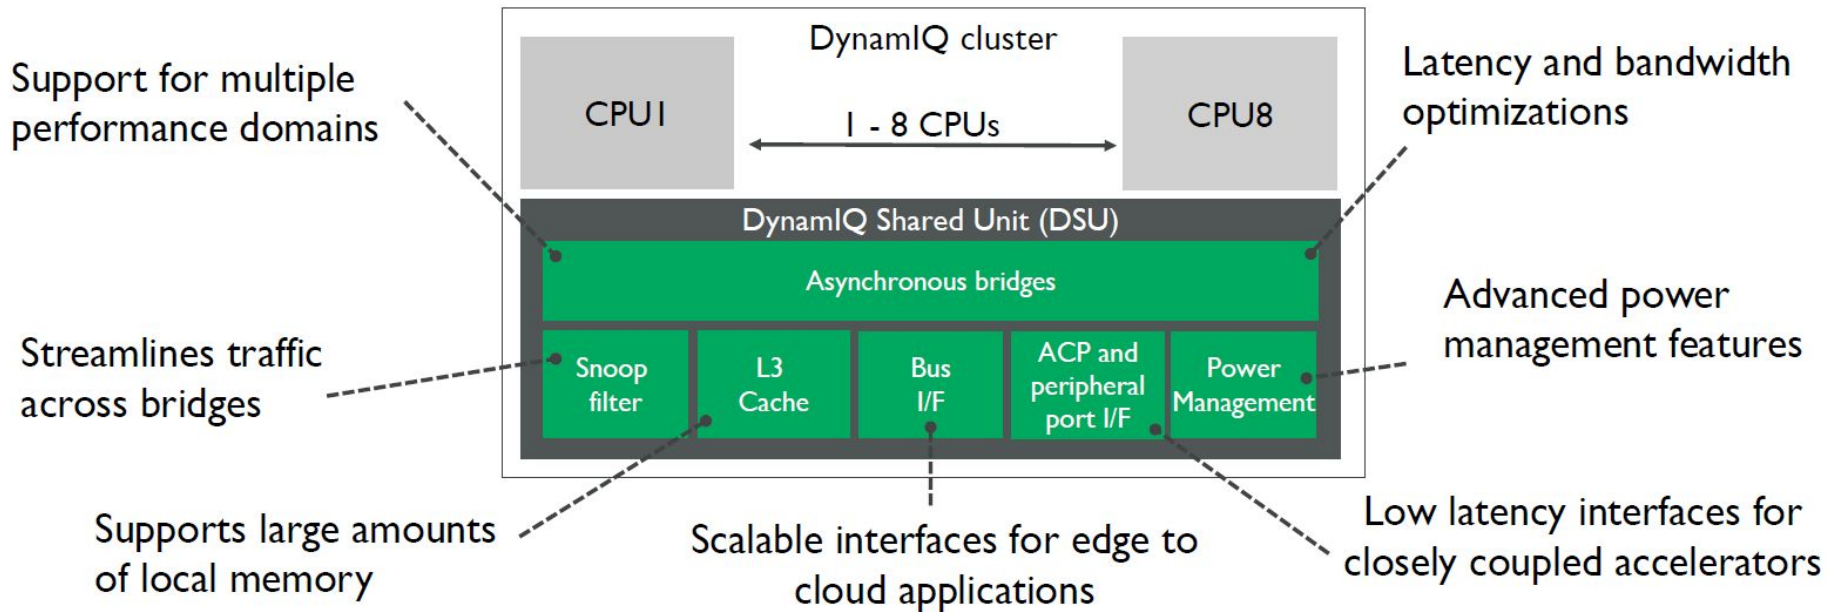 DynamIQ cluster
Support for multiple
performance domains
CPU1
1 - 8 CPUs
CPU8
Latency and bandwidth
optimizations
DynamIQ Shared Unit (DSU)
Asynchronous bridges
Streamlines traffic
across bridges
Snoop
filter
L3
Cache
Bus
I/F
ACP and
peripheral
port I/F
Power
Management
Advanced power
management features
Supports large amounts
of local memory
Scalable interfaces for edge to
cloud applications
Low latency interfaces for
closely coupled accelerators